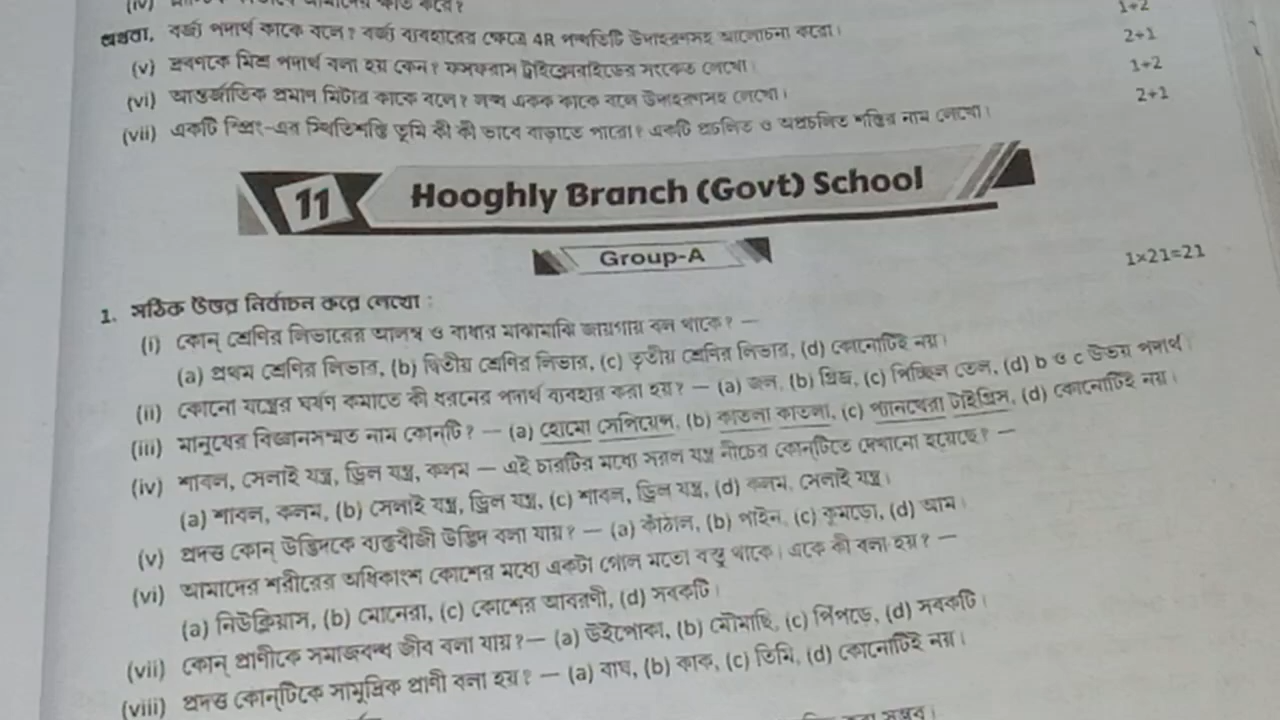 (iv)
অথবা, বর্জ্য পদার্থ কাকে বলে? বর্জ্য ব্যবহারের ক্ষেত্রে 4R পদ্ধতিটি উদাহরণসহ আলোচনা করো। 1+2
(v) দ্রবণকে মিশ্র পদার্থ বলা হয় কেন? ফসফরাস ট্রাইক্লোরাইডের সংকেত লেখো। 2+1
(vi) আন্তর্জাতিক প্রমাণ মিটার কাকে বলে? লব্ধ একক কাকে বলে উদাহরণসহ লেখো। 1+2
(vii) একটি স্প্রিং-এর স্থিতিশক্তি তুমি কী কী ভাবে বাড়াতে পারো? একটি প্রচলিত ও অপ্রচলিত শক্তির নাম লেখো। 2+1
11 Hooghly Branch (Govt) School
Group-A
1. সঠিক উত্তর নির্বাচন করে লেখো : 1×21=21
(i) কোন্ শ্রেণির লিভারের আলম্ব ও বাধার মাঝামাঝি জায়গায় বল থাকে? —
(a) প্রথম শ্রেণির লিভার, (b) দ্বিতীয় শ্রেণির লিভার, (c) তৃতীয় শ্রেণির লিভার, (d) কোনোটিই নয়।
(ii) কোনো যন্ত্রের ঘর্ষণ কমাতে কী ধরনের পদার্থ ব্যবহার করা হয়? — (a) জল, (b) গ্রিজ, (c) পিচ্ছিল তেল, (d) b ও c উভয় পদার্থ।
(iii) মানুষের বিজ্ঞানসম্মত নাম কোন্‌টি? — (a) হোমো সেপিয়েন্স, (b) কাতলা কাতলা, (c) প্যানথেরা টাইগ্রিস, (d) কোনোটিই নয়।
(iv) শাবল, সেলাই যন্ত্র, ড্রিল যন্ত্র, কলম — এই চারটির মধ্যে সরল যন্ত্র নীচের কোন্‌টিতে দেখানো হয়েছে? —
(a) শাবল, কলম, (b) সেলাই যন্ত্র, ড্রিল যন্ত্র, (c) শাবল, ড্রিল যন্ত্র, (d) কলম, সেলাই যন্ত্র।
(v) প্রদত্ত কোন্ উদ্ভিদকে ব্যক্তবীজী উদ্ভিদ বলা যায়? — (a) কাঁঠাল, (b) পাইন, (c) কুমড়ো, (d) আম।
(vi) আমাদের শরীরের অধিকাংশ কোশের মধ্যে একটা গোল মতো বস্তু থাকে। একে কী বলা হয়? —
(a) নিউক্লিয়াস, (b) মোনেরা, (c) কোশের আবরণী, (d) সবকটি।
(vii) কোন্ প্রাণীকে সমাজবদ্ধ জীব বলা যায়?— (a) উইপোকা, (b) মৌমাছি, (c) পিঁপড়ে, (d) সবকটি।
(viii) প্রদত্ত কোন্‌টিকে সামুদ্রিক প্রাণী বলা হয়? — (a) বাঘ, (b) কাক, (c) তিমি, (d) কোনোটিই নয়।